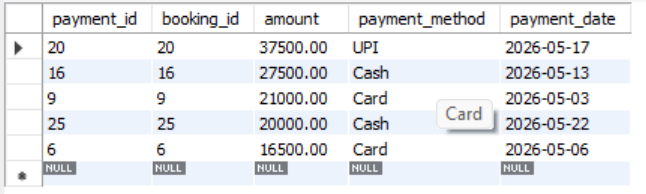 payment_id booking_id amount payment_method payment_date
20 20 37500.00 UPI 2026-05-17
16 16 27500.00 Cash 2026-05-13
9 9 21000.00 Card 2026-05-03
Card
25 25 20000.00 Cash 2026-05-22
6 6 16500.00 Card 2026-05-06
NULL NULL NULL NULL NULL